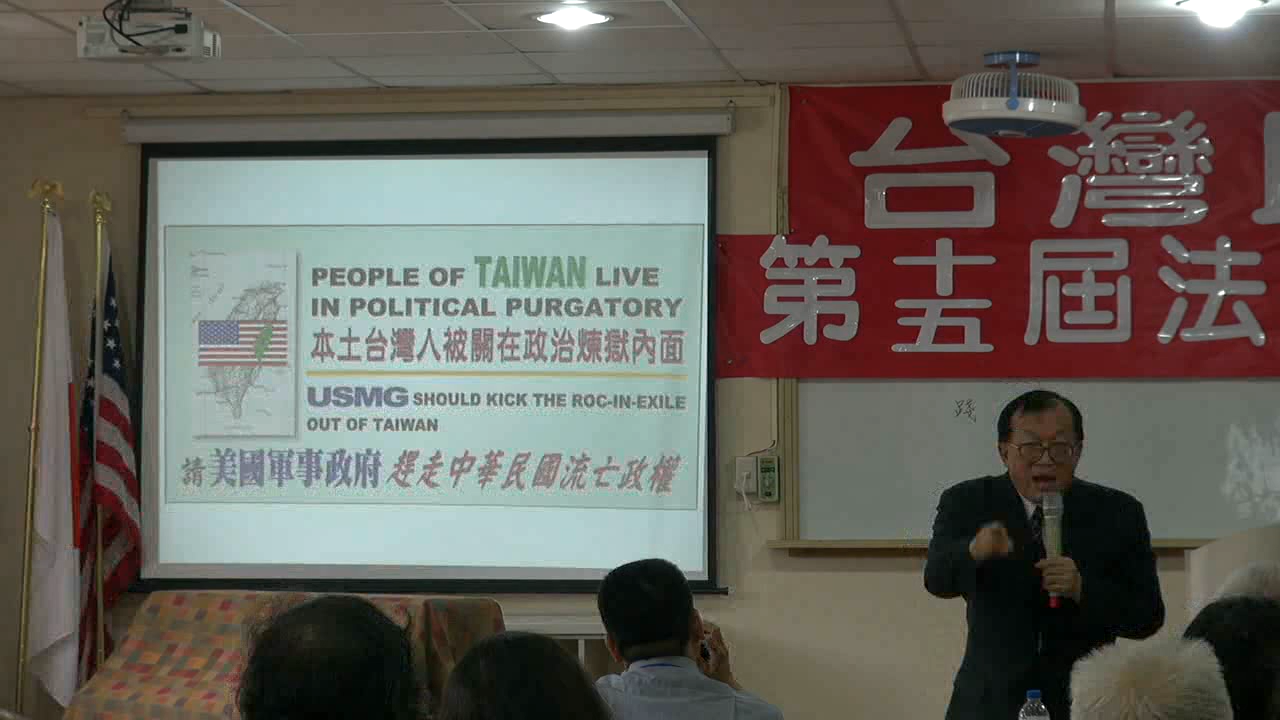 PEOPLE OF TAIWAN LIVE
IN POLITICAL PURGATORY
本土台灣人被關在政治煉獄內面
USMG SHOULD KICK THE ROC-IN-EXILE
OUT OF TAIWAN
請美國軍事政府趕走中華民國流亡政權
台灣
第十五屆法
踐